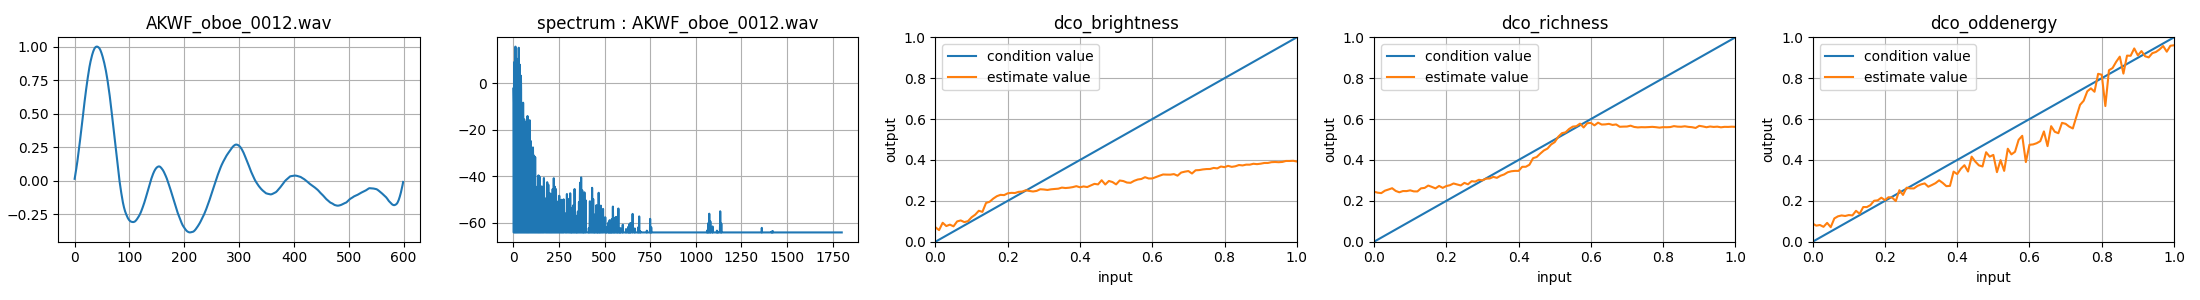 AKWF_oboe_0012.wav
1.00
0.75
0.50
0.25
0.00
−0.25
0 100 200 300 400 500 600
spectrum : AKWF_oboe_0012.wav
0
−20
−40
−60
0 250 500 750 1000 1250 1500 1750
dco_brightness
condition value
estimate value
output
1.0
0.8
0.6
0.4
0.2
0.0
0.0 0.2 0.4 0.6 0.8 1.0
input
dco_richness
condition value
estimate value
output
1.0
0.8
0.6
0.4
0.2
0.0
0.0 0.2 0.4 0.6 0.8 1.0
input
dco_oddenergy
condition value
estimate value
output
1.0
0.8
0.6
0.4
0.2
0.0
0.0 0.2 0.4 0.6 0.8 1.0
input